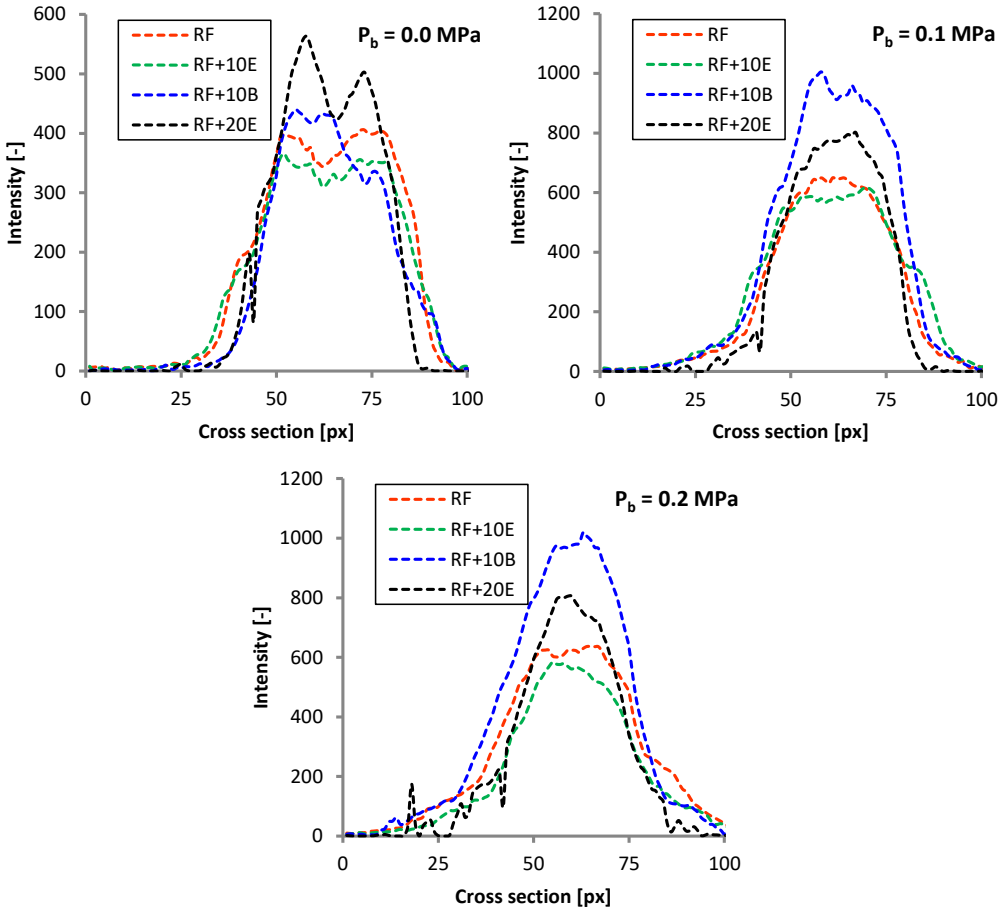 P_b = 0.0 MPa
RF
RF+10E
RF+10B
RF+20E
600
500
400
300
200
100
0
Intensity [-]
0 25 50 75 100
Cross section [px]
P_b = 0.1 MPa
RF
RF+10E
RF+10B
RF+20E
1200
1000
800
600
400
200
0
Intensity [-]
0 25 50 75 100
Cross section [px]
P_b = 0.2 MPa
RF
RF+10E
RF+10B
RF+20E
1200
1000
800
600
400
200
0
Intensity [-]
0 25 50 75 100
Cross section [px]